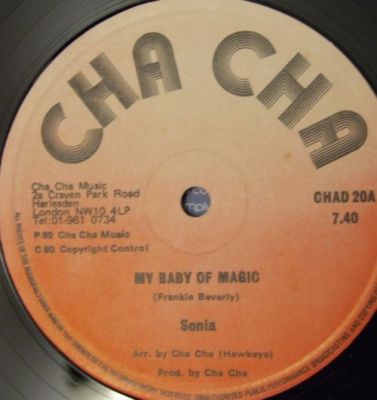 CHA CHA
Cha Cha Music
2a Craven Park Road
Harlesden
London NW10 4LP
Tel:01-961 0734
P 80 Cha Cha Music
C 80 Copyright Control
CHAD 20A
7.40
MY BABY OF MAGIC
(Frankie Beverly)
Sonia
Arr. by Cha Cha (Hawkeye)
Prod. by Cha Cha